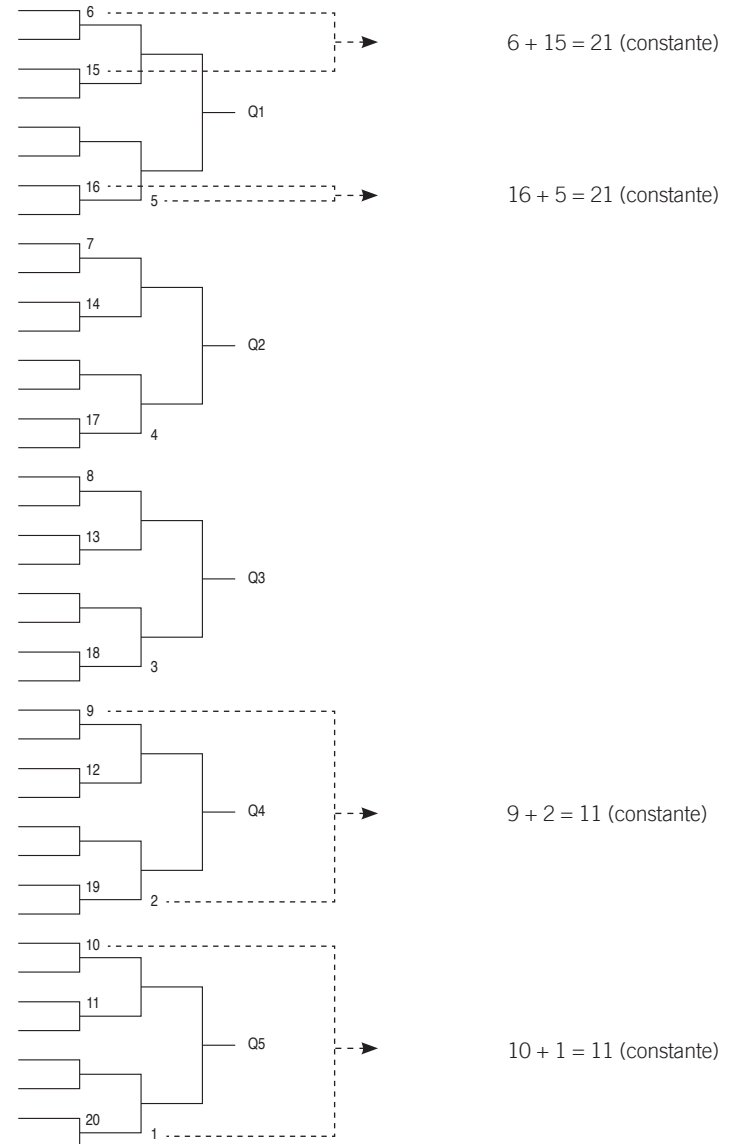 6
6 + 15 = 21 (constante)
15
Q1
16
16 + 5 = 21 (constante)
5
7
14
Q2
17
4
8
13
Q3
18
3
9
12
Q4
9 + 2 = 11 (constante)
19
2
10
11
Q5
10 + 1 = 11 (constante)
20
1